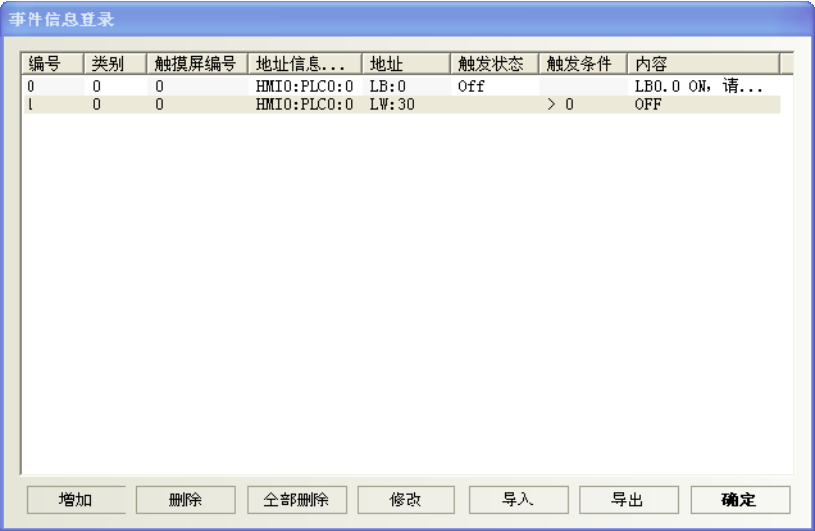 事件信息登录
编号 类别 触摸屏编号 地址信息... 地址 触发状态 触发条件 内容
0 0 0 HMI0:PLC0:0 LB:0 Off LB0.0 ON，请...
1 0 0 HMI0:PLC0:0 LW:30 > 0 OFF
增加 删除 全部删除 修改 导入 导出 确定